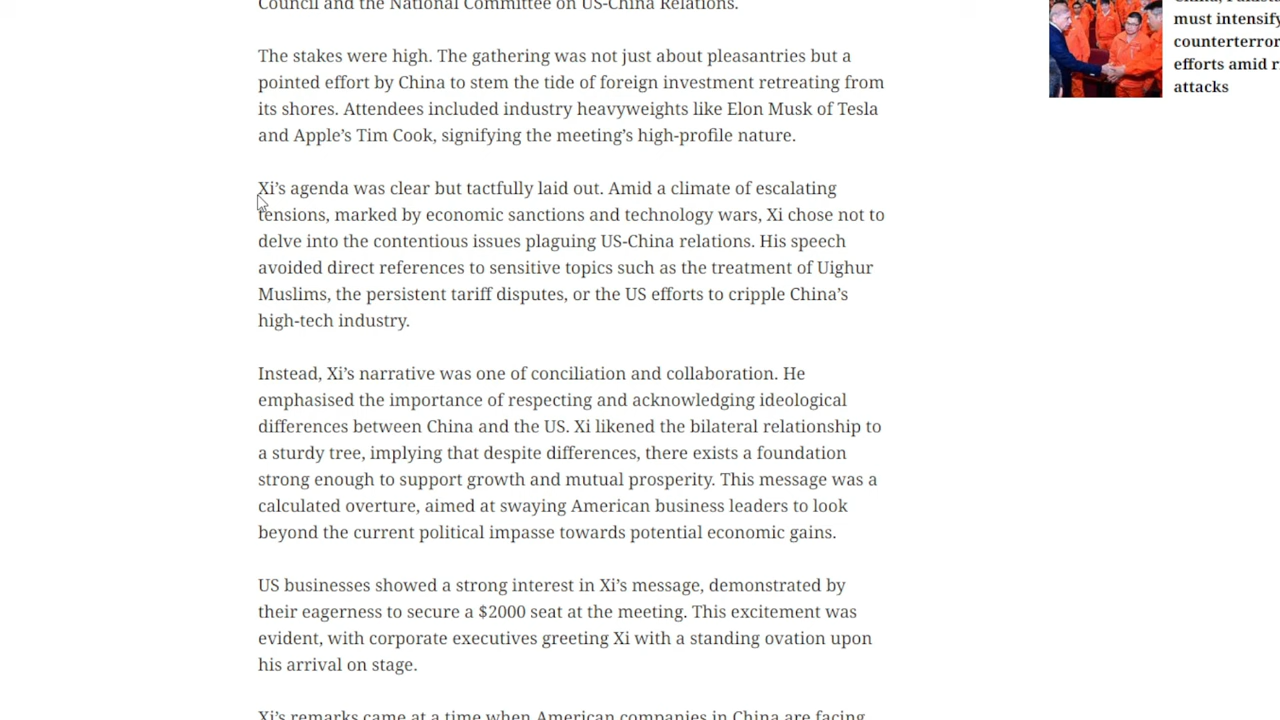 Council and the National Committee on US-China Relations.
The stakes were high. The gathering was not just about pleasantries but a
pointed effort by China to stem the tide of foreign investment retreating from
its shores. Attendees included industry heavyweights like Elon Musk of Tesla
and Apple’s Tim Cook, signifying the meeting’s high-profile nature.
Xi’s agenda was clear but tactfully laid out. Amid a climate of escalating
tensions, marked by economic sanctions and technology wars, Xi chose not to
delve into the contentious issues plaguing US-China relations. His speech
avoided direct references to sensitive topics such as the treatment of Uighur
Muslims, the persistent tariff disputes, or the US efforts to cripple China’s
high-tech industry.
Instead, Xi’s narrative was one of conciliation and collaboration. He
emphasised the importance of respecting and acknowledging ideological
differences between China and the US. Xi likened the bilateral relationship to
a sturdy tree, implying that despite differences, there exists a foundation
strong enough to support growth and mutual prosperity. This message was a
calculated overture, aimed at swaying American business leaders to look
beyond the current political impasse towards potential economic gains.
US businesses showed a strong interest in Xi’s message, demonstrated by
their eagerness to secure a $2000 seat at the meeting. This excitement was
evident, with corporate executives greeting Xi with a standing ovation upon
his arrival on stage.
Xi’s remarks came at a time when American companies in China are facing
must intensify
counterterror
efforts amid r
attacks